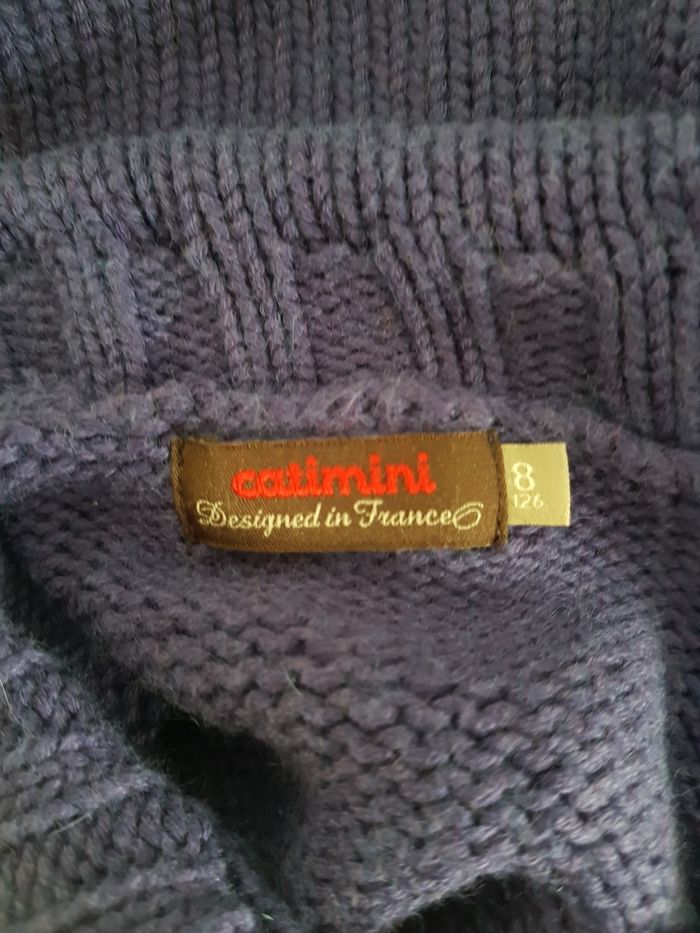 catimini
Designed in France
8
126